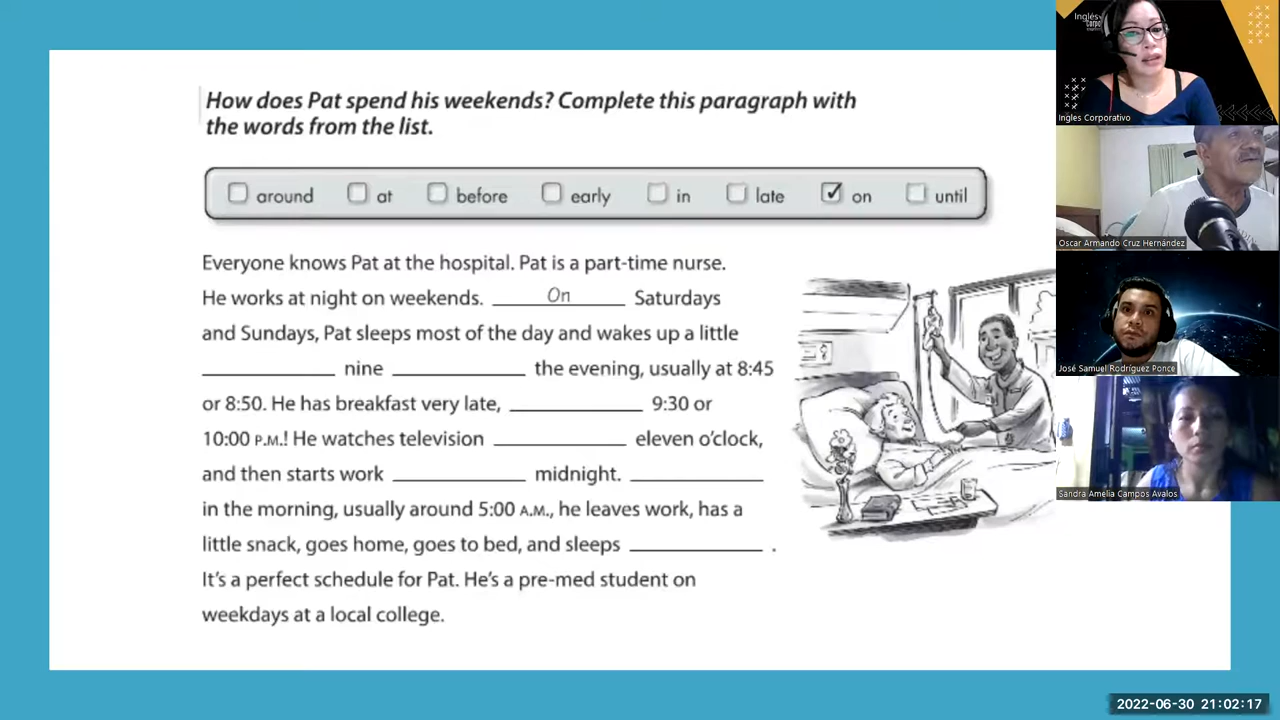 How does Pat spend his weekends? Complete this paragraph with
the words from the list.
around at before early in late on until
Everyone knows Pat at the hospital. Pat is a part-time nurse.
He works at night on weekends. On Saturdays
and Sundays, Pat sleeps most of the day and wakes up a little
nine the evening, usually at 8:45
or 8:50. He has breakfast very late, 9:30 or
10:00 P.M.! He watches television eleven o'clock,
and then starts work midnight.
in the morning, usually around 5:00 A.M., he leaves work, has a
little snack, goes home, goes to bed, and sleeps .
It's a perfect schedule for Pat. He's a pre-med student on
weekdays at a local college.
Inglés
Corpo
Ingles Corporativo
Oscar Armando Cruz Hernández
José Samuel Rodríguez Ponce
Sandra Amelia Campos Avalos
2022-06-30 21:02:17